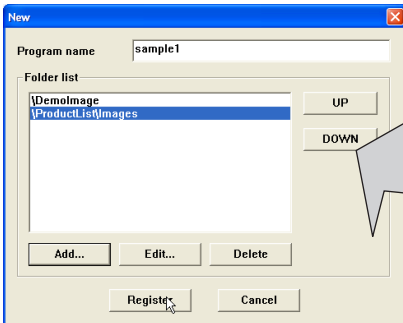 New
Program name sample1
Folder list
\DemoImage
\ProductList\Images
UP
DOWN
Add... Edit... Delete
Register Cancel